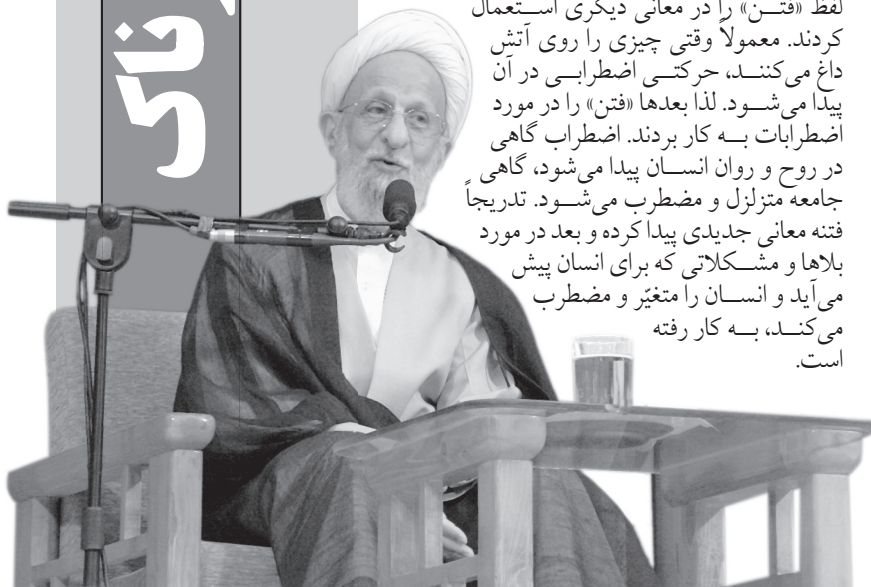 لفظ «فتن» را در معانی دیگری استعمال
کردند. معمولاً وقتی چیزی را روی آتش
داغ می‌کنند، حرکتی اضطرابی در آن
پیدا می‌شود. لذا بعدها «فتن» را در مورد
اضطرابات به کار بردند. اضطراب گاهی
در روح و روان انسان پیدا می‌شود، گاهی
جامعه متزلزل و مضطرب می‌شود. تدریجاً
فتنه معانی جدیدی پیدا کرده و بعد در مورد
بلاها و مشکلاتی که برای انسان پیش
می‌آید و انسان را متغیّر و مضطرب
می‌کند، به کار رفته
است.